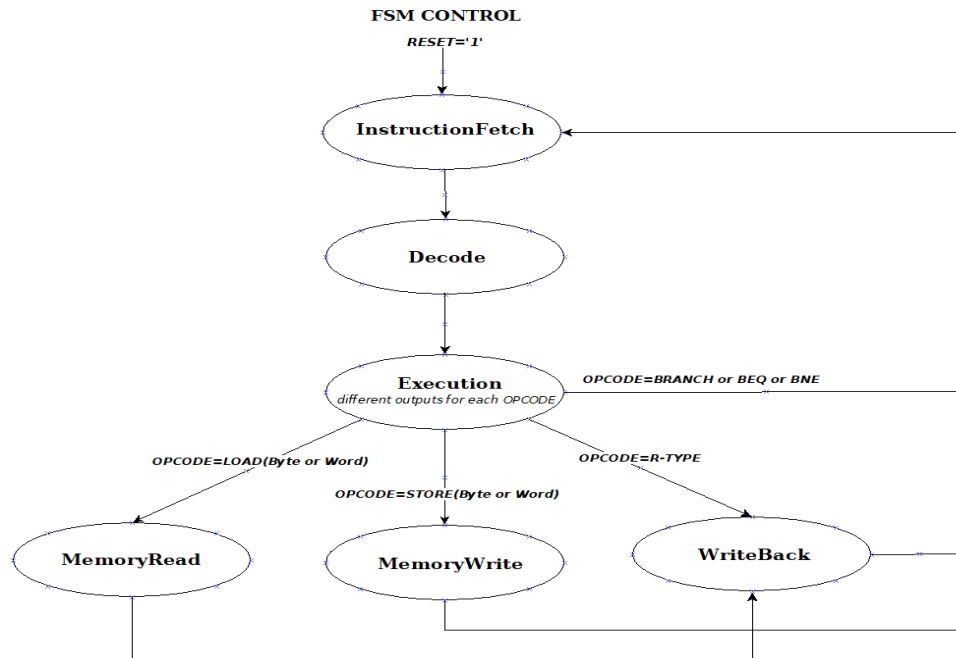 FSM CONTROL
RESET='1'
InstructionFetch
Decode
Execution
different outputs for each OPCODE
OPCODE=BRANCH or BEQ or BNE
OPCODE=LOAD(Byte or Word)
OPCODE=R-TYPE
OPCODE=STORE(Byte or Word)
MemoryRead
MemoryWrite
WriteBack